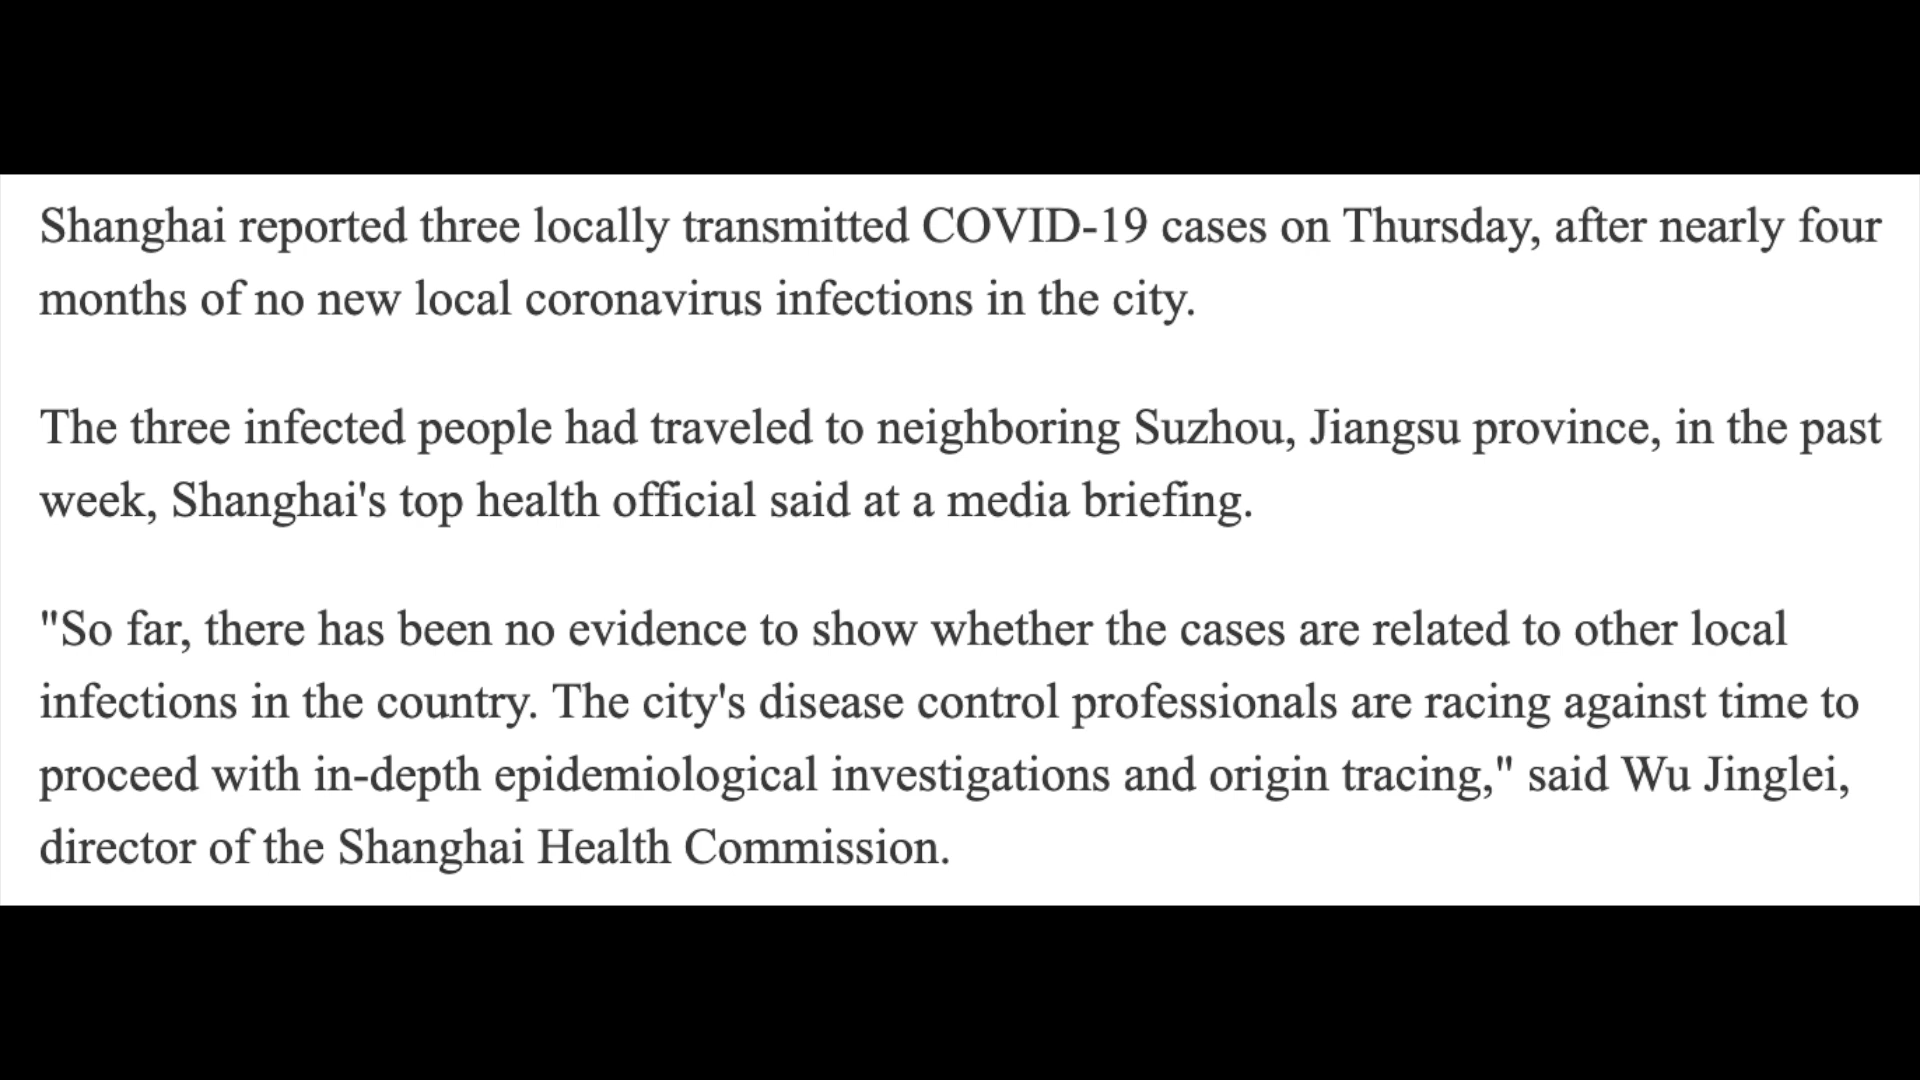 Shanghai reported three locally transmitted COVID-19 cases on Thursday, after nearly four
months of no new local coronavirus infections in the city.
The three infected people had traveled to neighboring Suzhou, Jiangsu province, in the past
week, Shanghai's top health official said at a media briefing.
"So far, there has been no evidence to show whether the cases are related to other local
infections in the country. The city's disease control professionals are racing against time to
proceed with in-depth epidemiological investigations and origin tracing," said Wu Jinglei,
director of the Shanghai Health Commission.